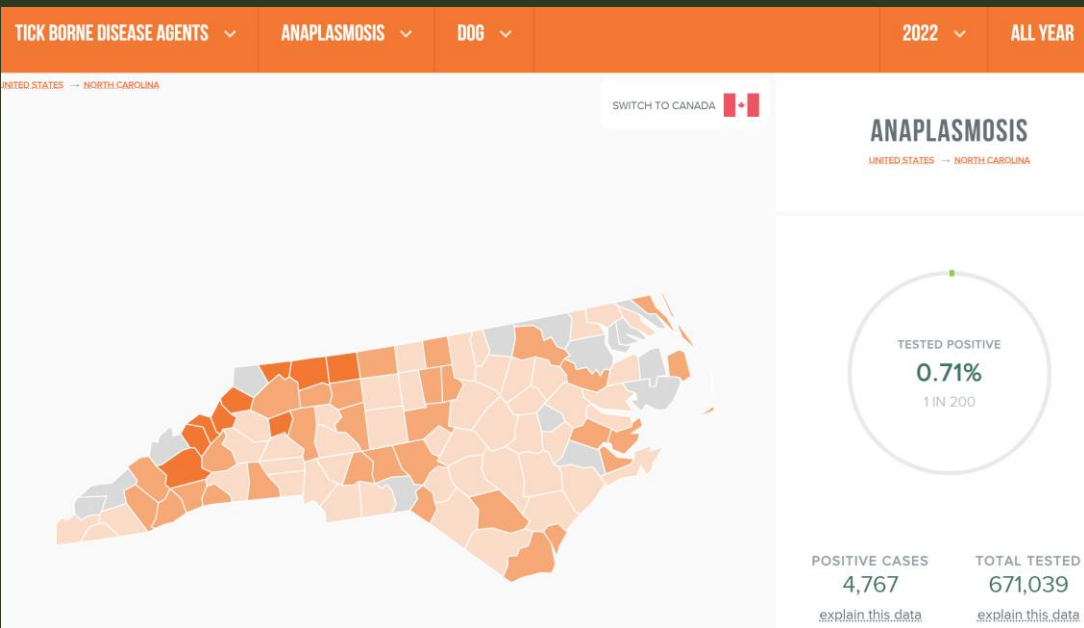 TICK BORNE DISEASE AGENTS ANAPLASMOSIS DOG 2022 ALL YEAR
UNITED STATES → NORTH CAROLINA
SWITCH TO CANADA
ANAPLASMOSIS
UNITED STATES → NORTH CAROLINA
TESTED POSITIVE
0.71%
1 IN 200
POSITIVE CASES TOTAL TESTED
4,767 671,039
explain this data explain this data